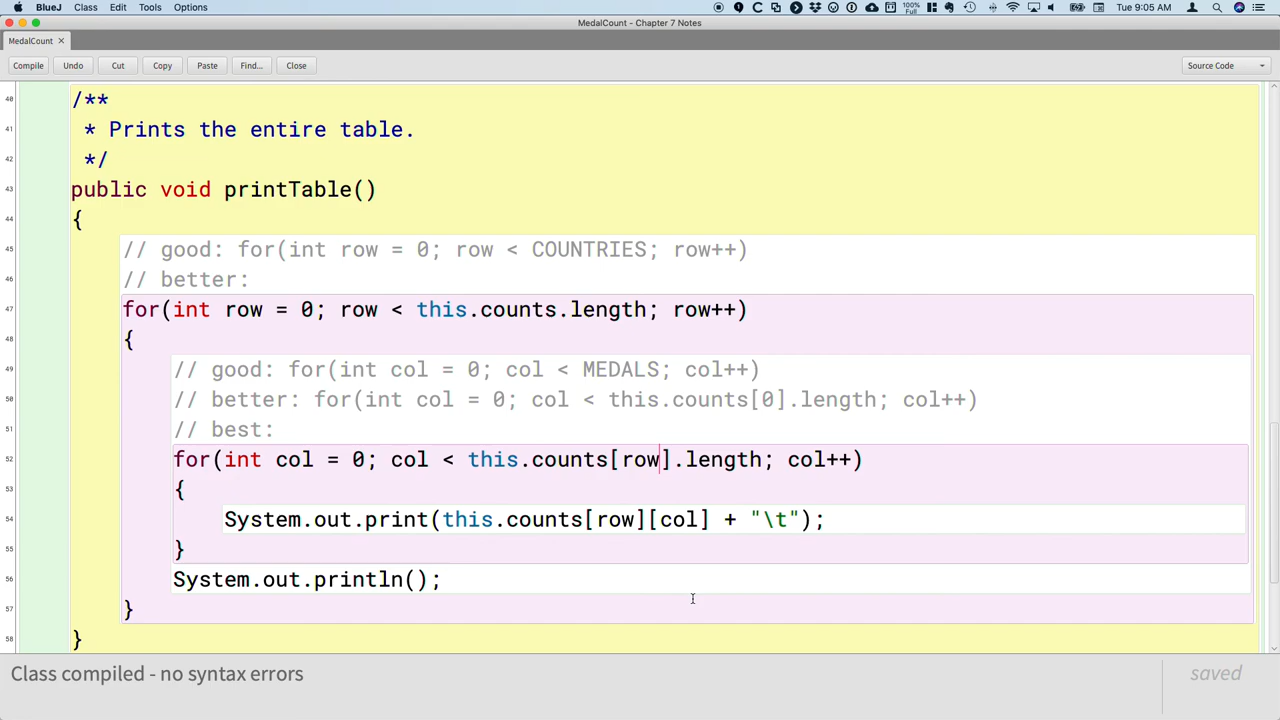 BlueJ Class Edit Tools Options 100% Full Tue 9:05 AM
MedalCount - Chapter 7 Notes
MedalCount ×
Compile Undo Cut Copy Paste Find... Close Source Code
40 /**
41 * Prints the entire table.
42 */
43 public void printTable()
44 {
45 // good: for(int row = 0; row < COUNTRIES; row++)
46 // better:
47 for(int row = 0; row < this.counts.length; row++)
48 {
49 // good: for(int col = 0; col < MEDALS; col++)
50 // better: for(int col = 0; col < this.counts[0].length; col++)
51 // best:
52 for(int col = 0; col < this.counts[row].length; col++)
53 {
54 System.out.print(this.counts[row][col] + "\t");
55 }
56 System.out.println();
57 }
58 }
Class compiled - no syntax errors
saved